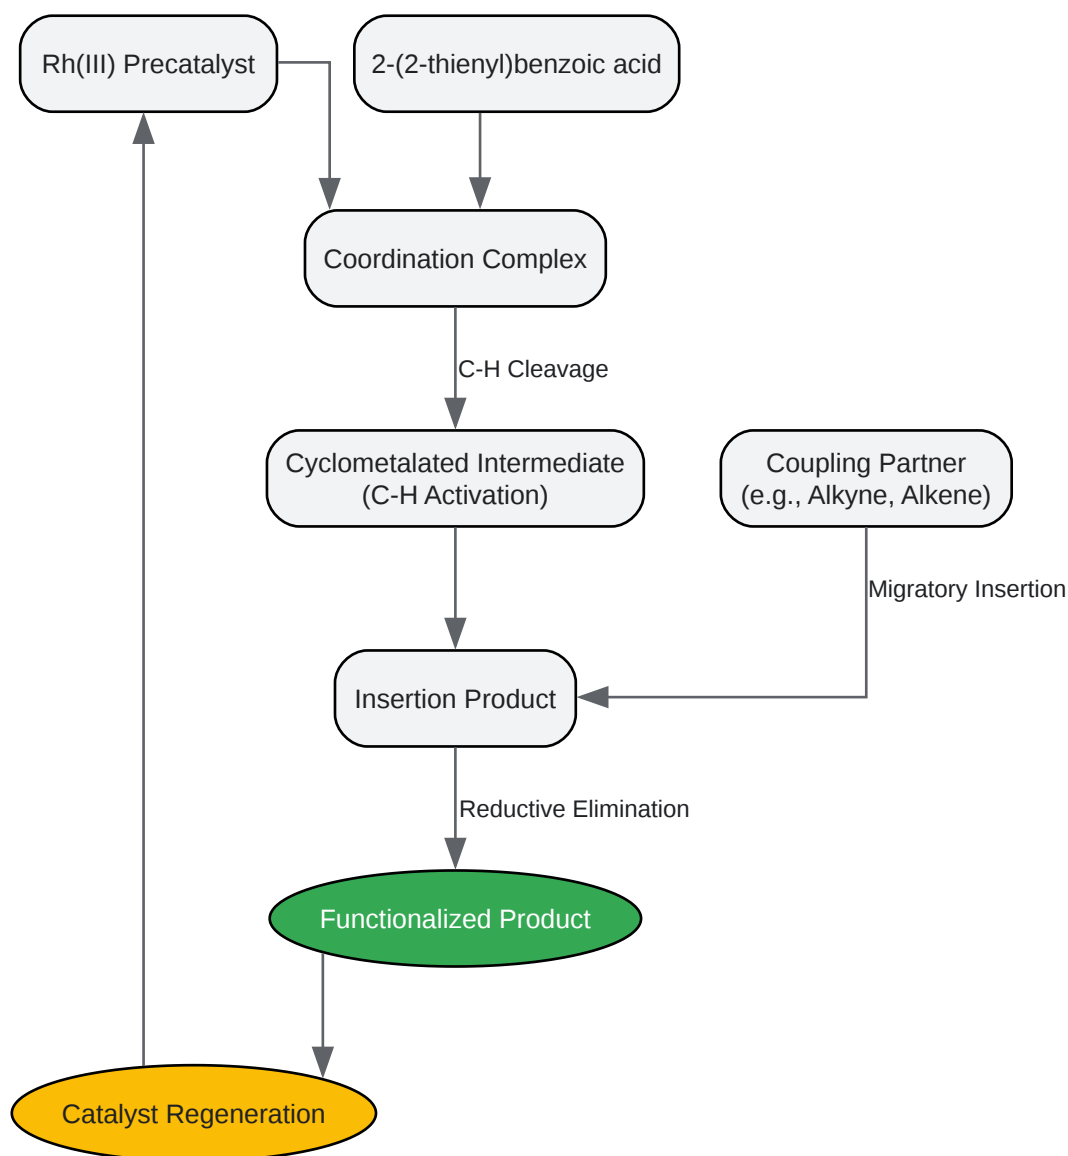 Rh(III) Precatalyst
2-(2-thienyl)benzoic acid
Coordination Complex
C-H Cleavage
Cyclometalated Intermediate
(C-H Activation)
Coupling Partner
(e.g., Alkyne, Alkene)
Migratory Insertion
Insertion Product
Reductive Elimination
Functionalized Product
Catalyst Regeneration